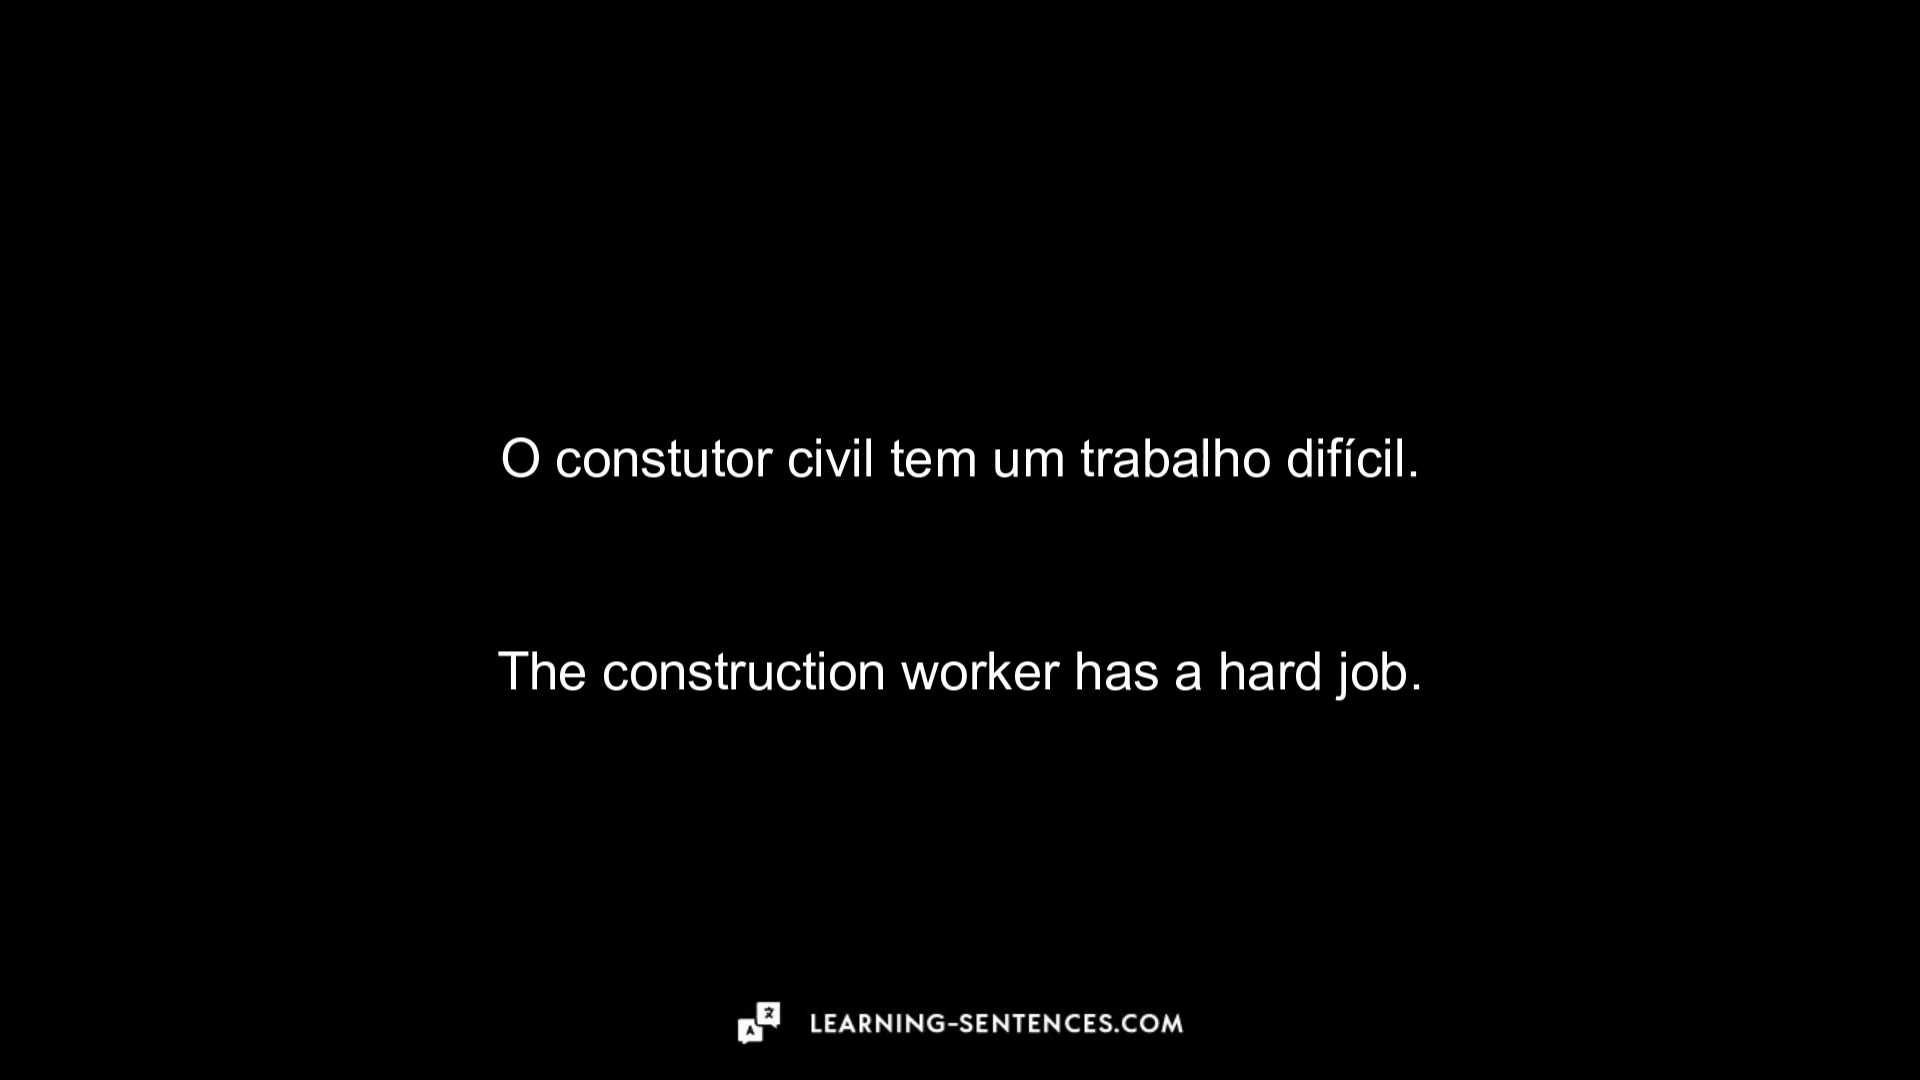 O constutor civil tem um trabalho difícil.
The construction worker has a hard job.
LEARNING-SENTENCES.COM